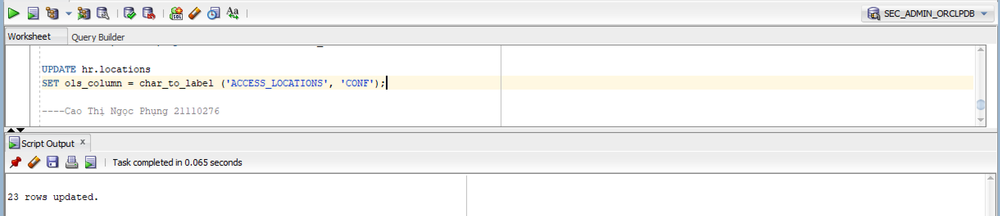 SEC_ADMIN_ORCLPDB
Worksheet
Query Builder
UPDATE hr.locations
SET ols_column = char_to_label ('ACCESS_LOCATIONS', 'CONF');
----Cao Thị Ngọc Phụng 21110276
Script Output x
Task completed in 0.065 seconds
23 rows updated.